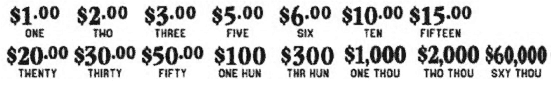 $1.00 $2.00 $3.00 $5.00 $6.00 $10.00 $15.00
ONE TWO THREE FIVE SIX TEN FIFTEEN
$20.00 $30.00 $50.00 $100 $300 $1,000 $2,000 $60,000
TWENTY THIRTY FIFTY ONE HUN THR HUN ONE THOU TWO THOU SXY THOU